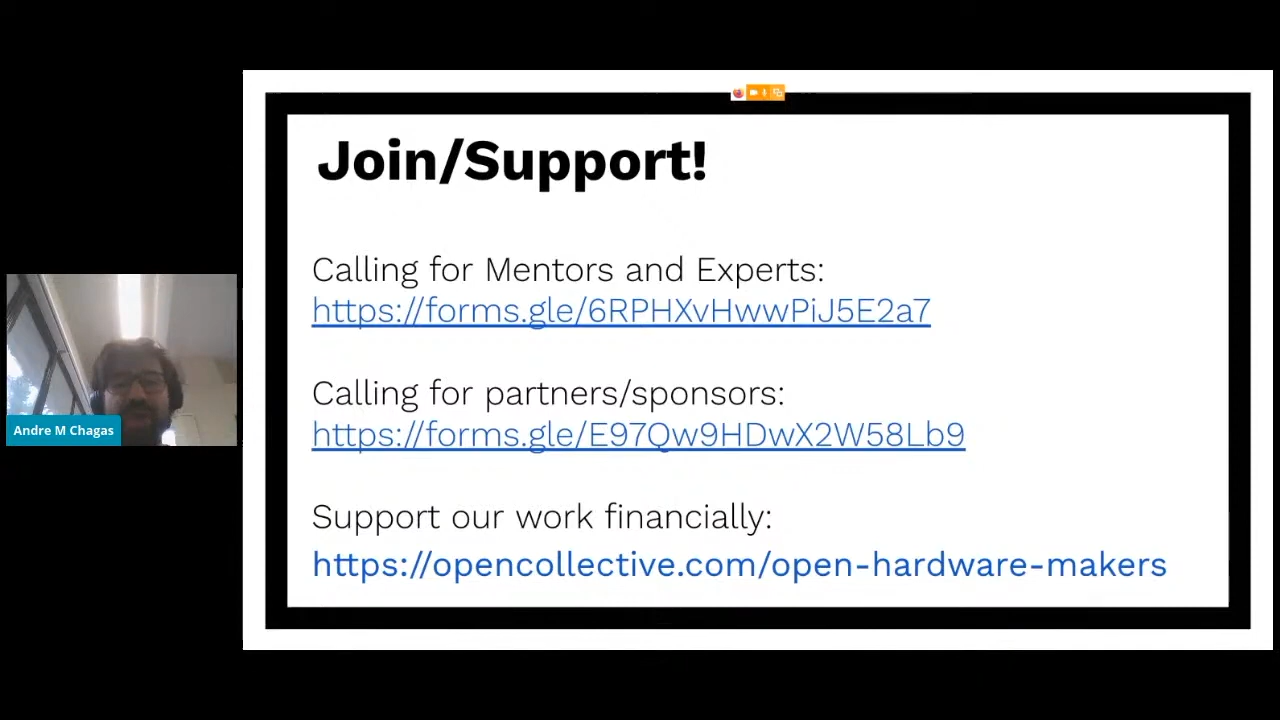 Join/Support!
Calling for Mentors and Experts:
https://forms.gle/6RPHXvHwwPiJ5E2a7
Calling for partners/sponsors:
https://forms.gle/E97Qw9HDwX2W58Lb9
Support our work financially:
https://opencollective.com/open-hardware-makers
Andre M Chagas